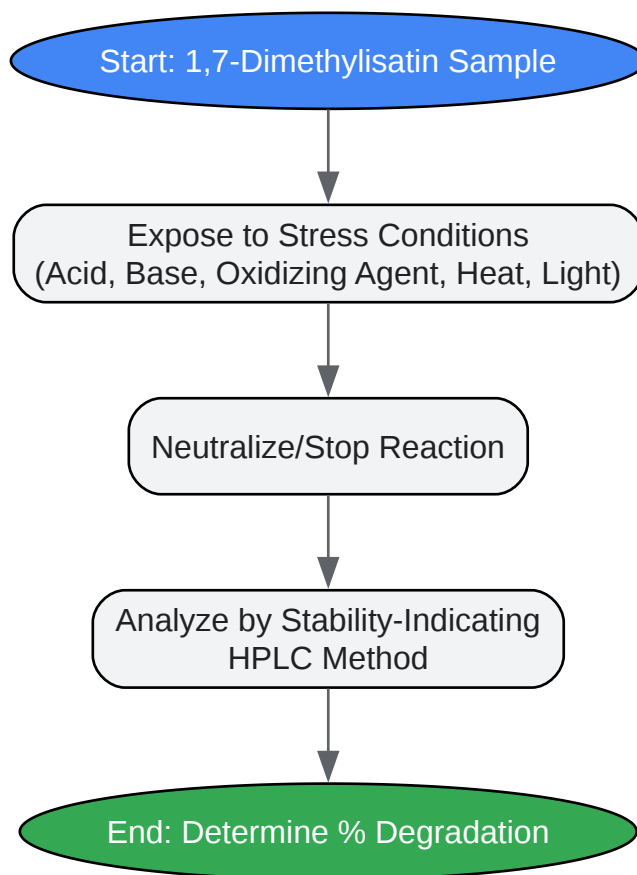 Start: 1,7-Dimethylisatin Sample
Expose to Stress Conditions
(Acid, Base, Oxidizing Agent, Heat, Light)
Neutralize/Stop Reaction
Analyze by Stability-Indicating
HPLC Method
End: Determine % Degradation